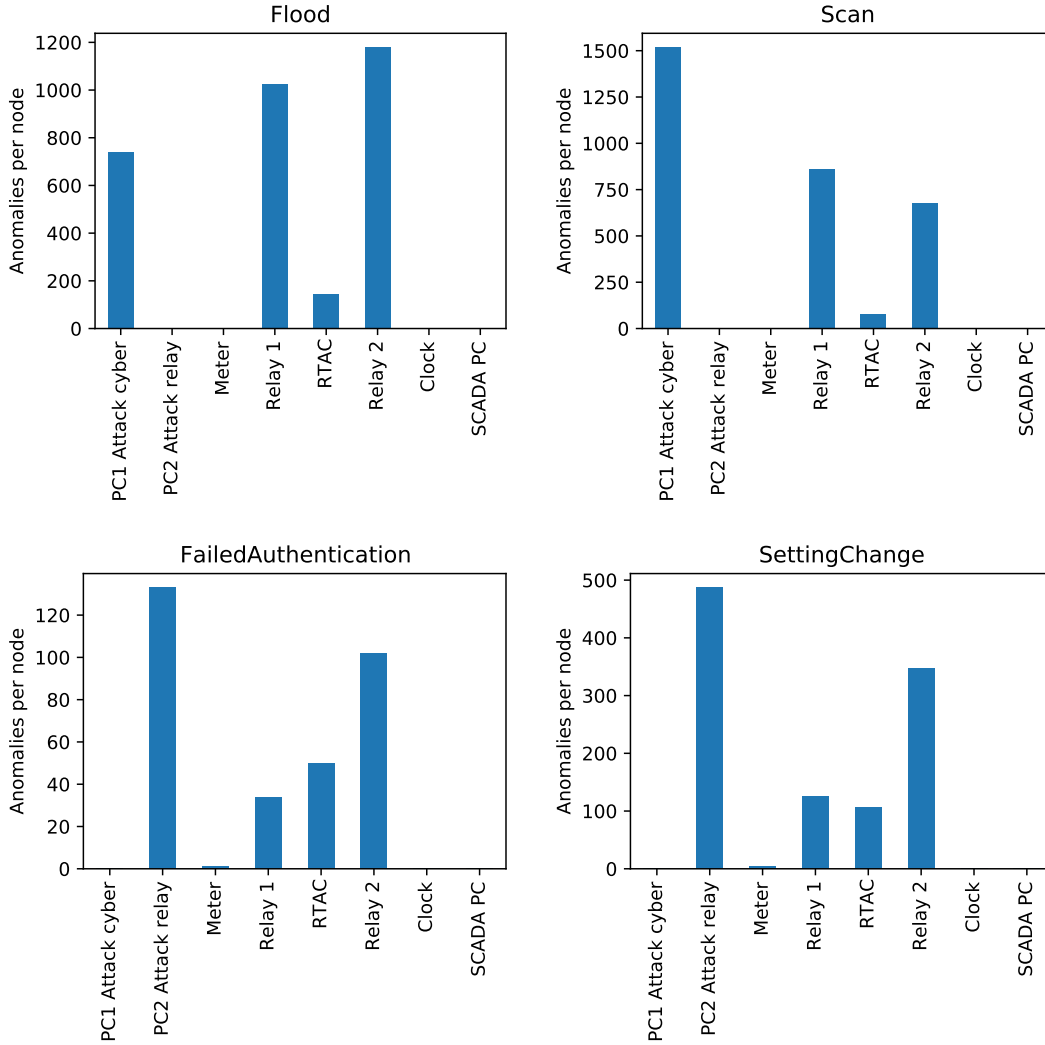 Flood
Anomalies per node
1200
1000
800
600
400
200
0
PC1 Attack cyber
PC2 Attack relay
Meter
Relay 1
RTAC
Relay 2
Clock
SCADA PC
Scan
Anomalies per node
1500
1250
1000
750
500
250
0
PC1 Attack cyber
PC2 Attack relay
Meter
Relay 1
RTAC
Relay 2
Clock
SCADA PC
FailedAuthentication
Anomalies per node
120
100
80
60
40
20
0
PC1 Attack cyber
PC2 Attack relay
Meter
Relay 1
RTAC
Relay 2
Clock
SCADA PC
SettingChange
Anomalies per node
500
400
300
200
100
0
PC1 Attack cyber
PC2 Attack relay
Meter
Relay 1
RTAC
Relay 2
Clock
SCADA PC